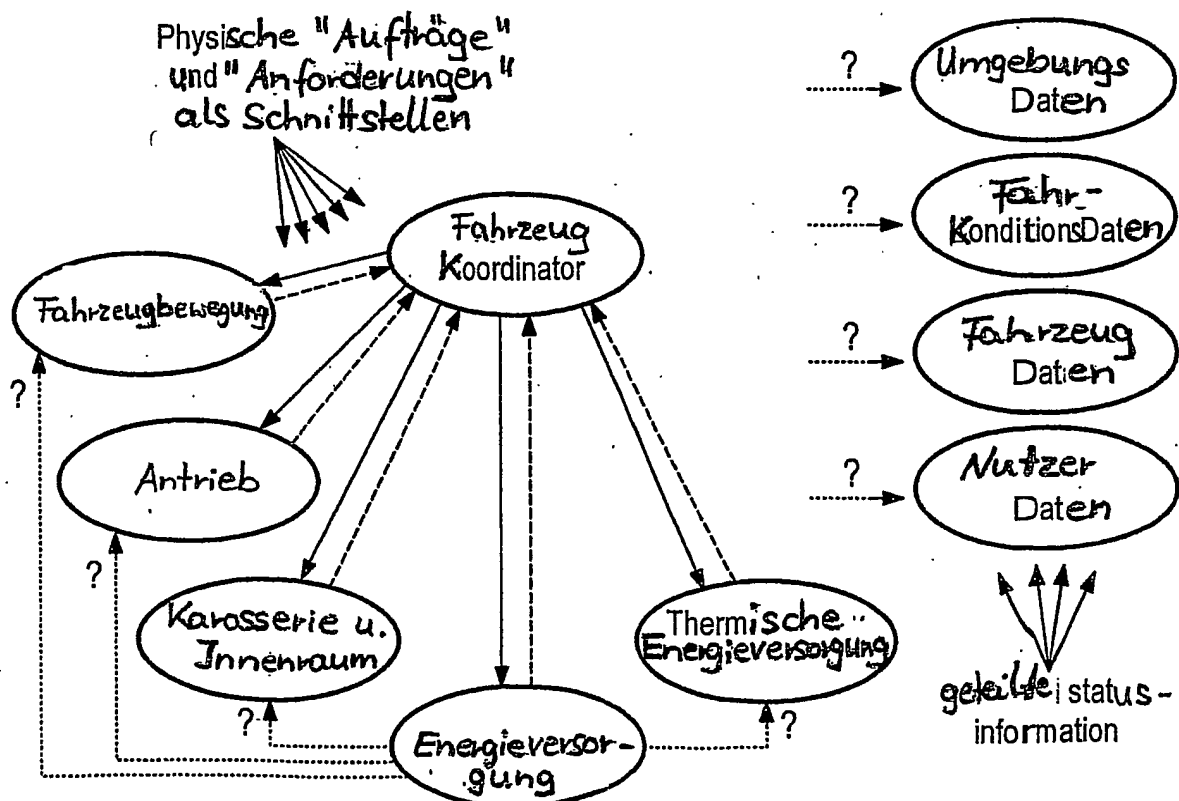 Physische "Aufträge"
und "Anforderungen"
als Schnittstellen
?
Umgebungs
Daten
?
Fahr-
KonditionsDaten
Fahrzeug
Koordinator
Fahrzeugbewegung
?
Fahrzeug
Daten
?
?
Nutzer
Daten
Antrieb
?
Karosserie u.
Innenraum
Thermische
Energieversorgung
?
?
Energieversor-
gung
geteilte status-
information